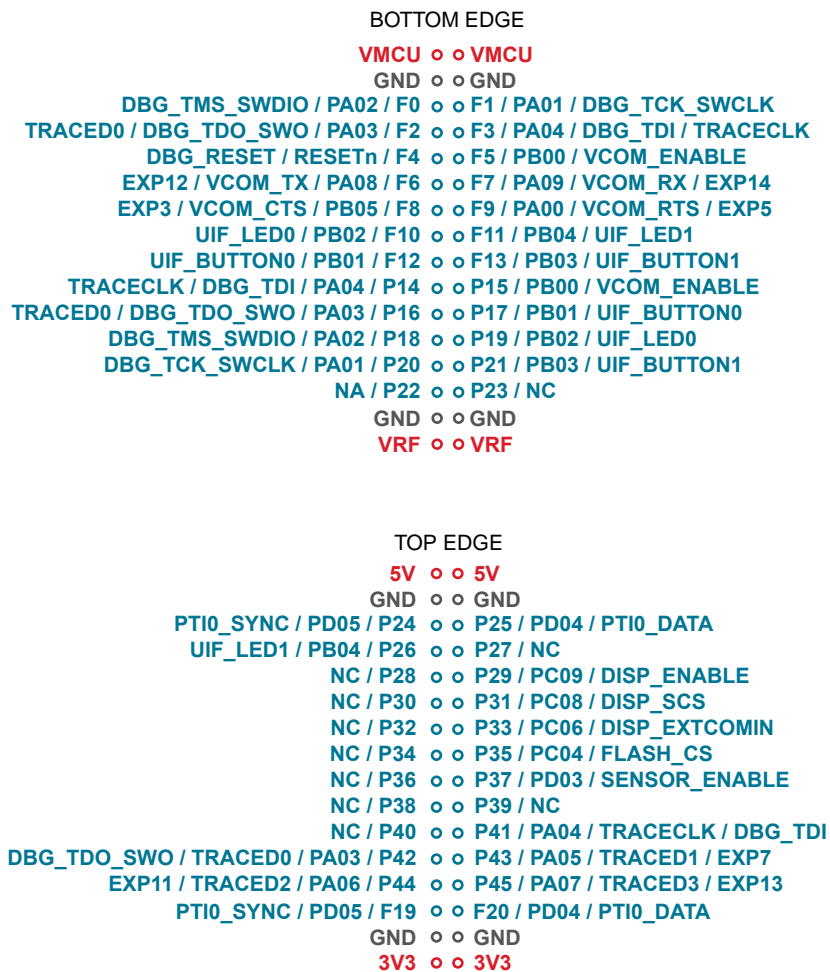 BOTTOM EDGE
VMCU VMCU
GND GND
DBG_TMS_SWDIO / PA02 / F0 F1 / PA01 / DBG_TCK_SWCLK
TRACED0 / DBG_TDO_SWO / PA03 / F2 F3 / PA04 / DBG_TDI / TRACECLK
DBG_RESET / RESETn / F4 F5 / PB00 / VCOM_ENABLE
EXP12 / VCOM_TX / PA08 / F6 F7 / PA09 / VCOM_RX / EXP14
EXP3 / VCOM_CTS / PB05 / F8 F9 / PA00 / VCOM_RTS / EXP5
UIF_LED0 / PB02 / F10 F11 / PB04 / UIF_LED1
UIF_BUTTON0 / PB01 / F12 F13 / PB03 / UIF_BUTTON1
TRACECLK / DBG_TDI / PA04 / P14 P15 / PB00 / VCOM_ENABLE
TRACED0 / DBG_TDO_SWO / PA03 / P16 P17 / PB01 / UIF_BUTTON0
DBG_TMS_SWDIO / PA02 / P18 P19 / PB02 / UIF_LED0
DBG_TCK_SWCLK / PA01 / P20 P21 / PB03 / UIF_BUTTON1
NA / P22 P23 / NC
GND GND
VRF VRF
TOP EDGE
5V 5V
GND GND
PTI0_SYNC / PD05 / P24 P25 / PD04 / PTI0_DATA
UIF_LED1 / PB04 / P26 P27 / NC
NC / P28 P29 / PC09 / DISP_ENABLE
NC / P30 P31 / PC08 / DISP_SCS
NC / P32 P33 / PC06 / DISP_EXTCOMIN
NC / P34 P35 / PC04 / FLASH_CS
NC / P36 P37 / PD03 / SENSOR_ENABLE
NC / P38 P39 / NC
NC / P40 P41 / PA04 / TRACECLK / DBG_TDI
DBG_TDO_SWO / TRACED0 / PA03 / P42 P43 / PA05 / TRACED1 / EXP7
EXP11 / TRACED2 / PA06 / P44 P45 / PA07 / TRACED3 / EXP13
PTI0_SYNC / PD05 / F19 F20 / PD04 / PTI0_DATA
GND GND
3V3 3V3